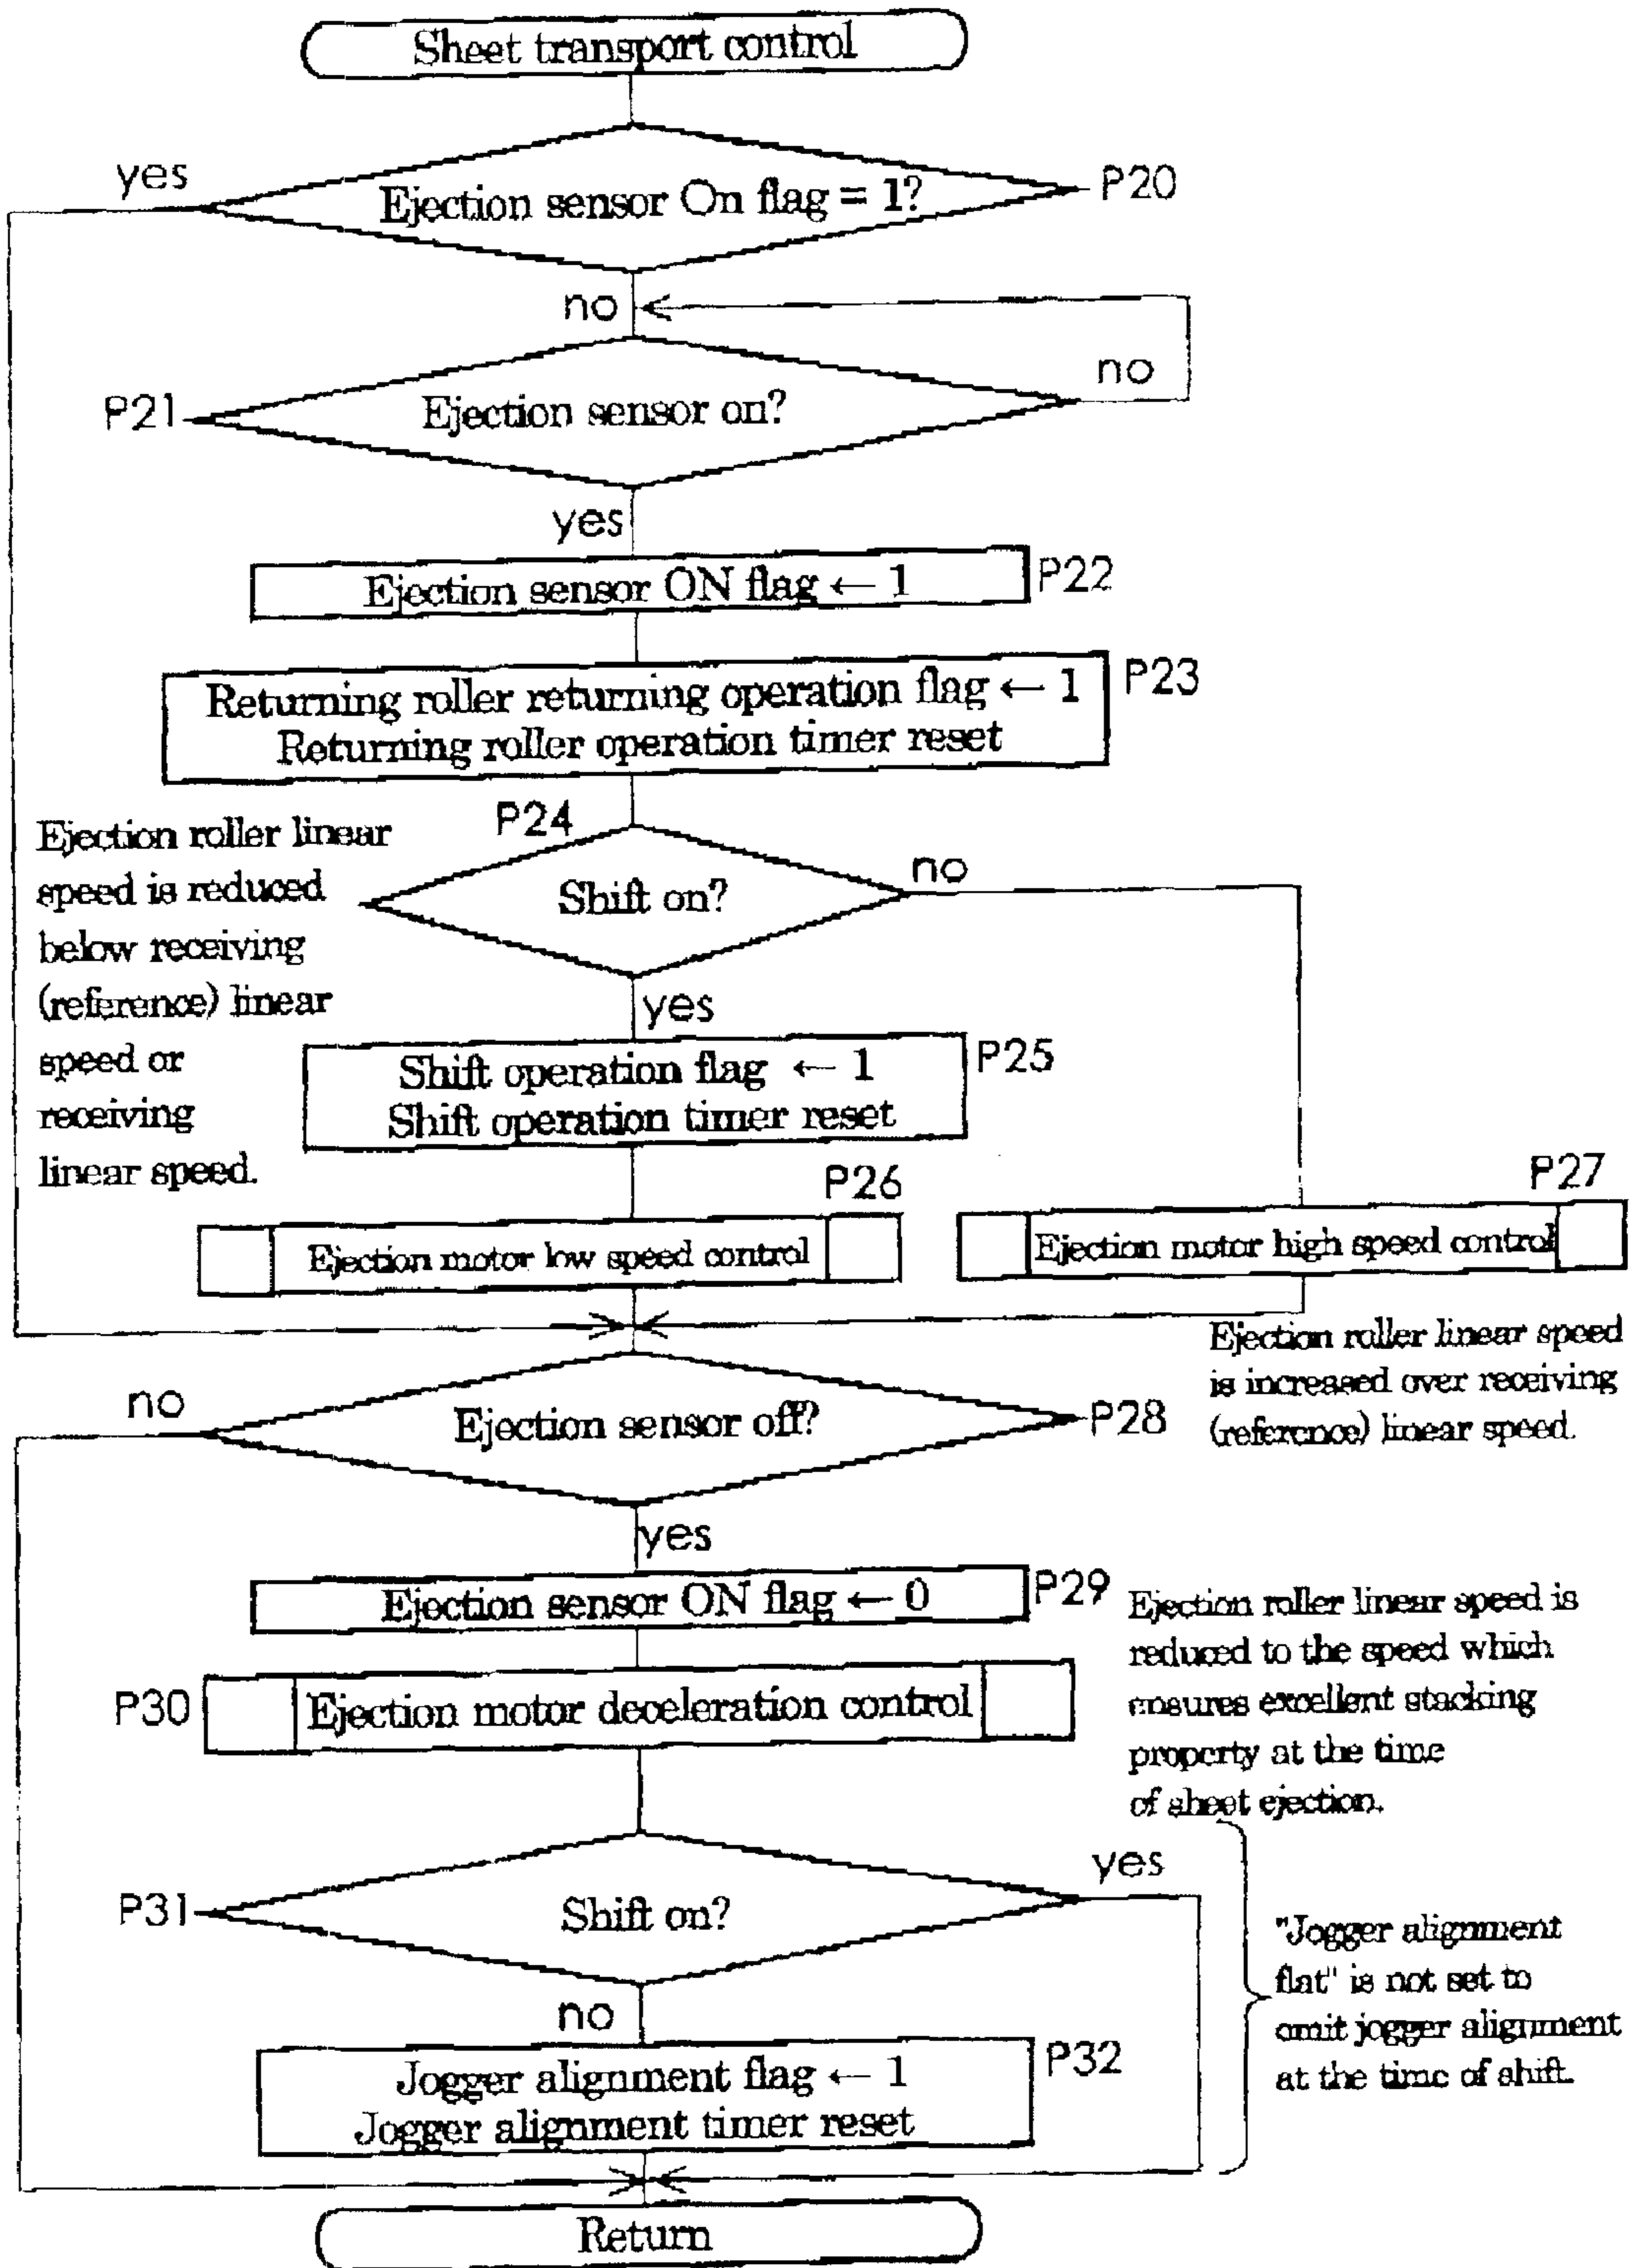 Sheet transport control
yes
Ejection sensor On flag = 1?
P20
no
no
P21
Ejection sensor on?
yes
Ejection sensor ON flag ← 1
P22
Returning roller returning operation flag ← 1
Returning roller operation timer reset
P23
P24
Shift on?
no
Ejection roller linear
speed is reduced
below receiving
(reference) linear
speed or
receiving
linear speed.
yes
Shift operation flag ← 1
Shift operation timer reset
P25
P26
Ejection motor low speed control
P27
Ejection motor high speed control
Ejection roller linear speed
is increased over receiving
(reference) linear speed.
no
Ejection sensor off?
P28
yes
Ejection sensor ON flag ← 0
P29
Ejection roller linear speed is
reduced to the speed which
ensures excellent stacking
property at the time
of sheet ejection.
P30
Ejection motor deceleration control
yes
P31
Shift on?
no
"Jogger alignment
flat" is not set to
omit jogger alignment
at the time of shift.
Jogger alignment flag ← 1
Jogger alignment timer reset
P32
Return